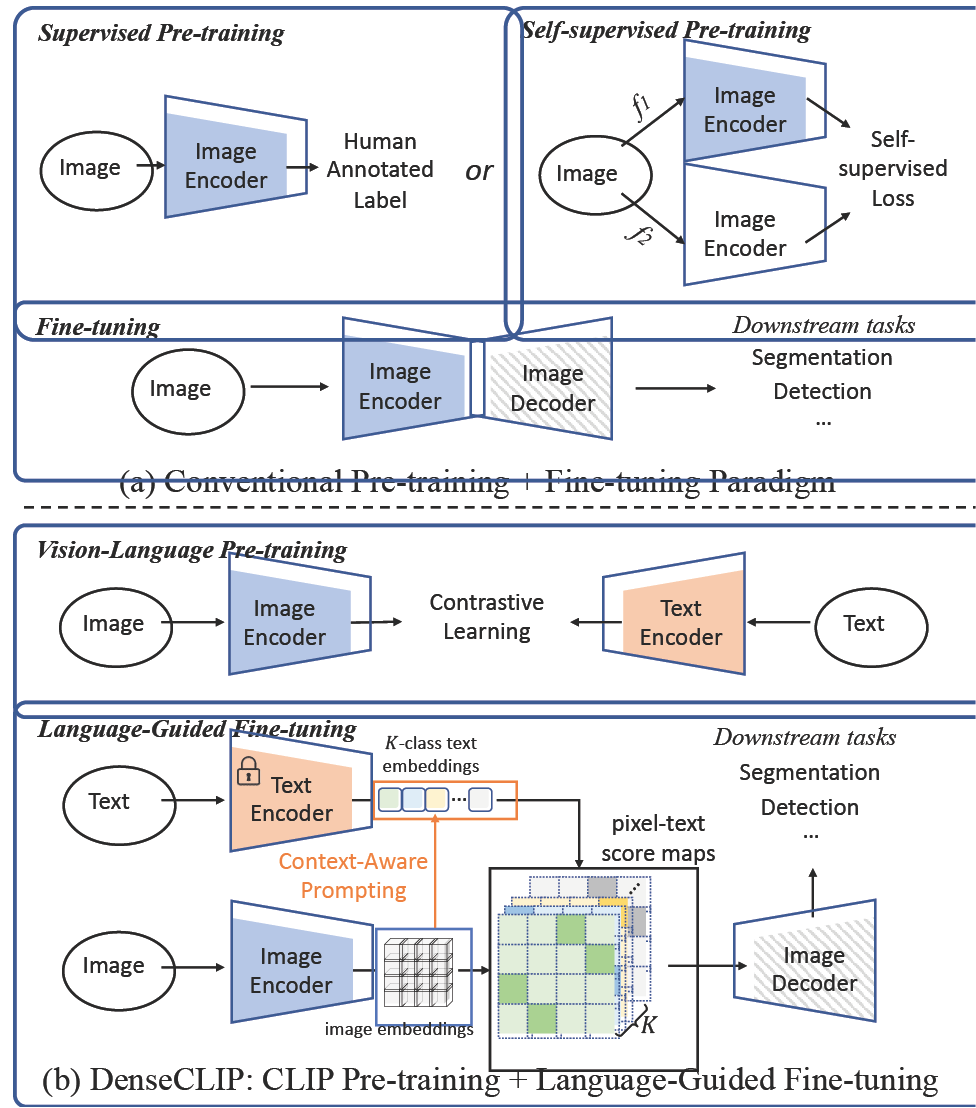 Supervised Pre-training
Image
Image
Encoder
Human
Annotated
Label
or
Self-supervised Pre-training
Image
f1
f2
Image
Encoder
Image
Encoder
Self-
supervised
Loss
Fine-tuning
Image
Image
Encoder
Image
Decoder
Downstream tasks
Segmentation
Detection
...
(a) Conventional Pre-training + Fine-tuning Paradigm
Vision-Language Pre-training
Image
Image
Encoder
Contrastive
Learning
Text
Encoder
Text
Language-Guided Fine-tuning
Text
Text
Encoder
K-class text
embeddings
...
Context-Aware
Prompting
Image
Image
Encoder
image embeddings
pixel-text
score maps
...
K
Downstream tasks
Segmentation
Detection
...
Image
Decoder
(b) DenseCLIP: CLIP Pre-training + Language-Guided Fine-tuning